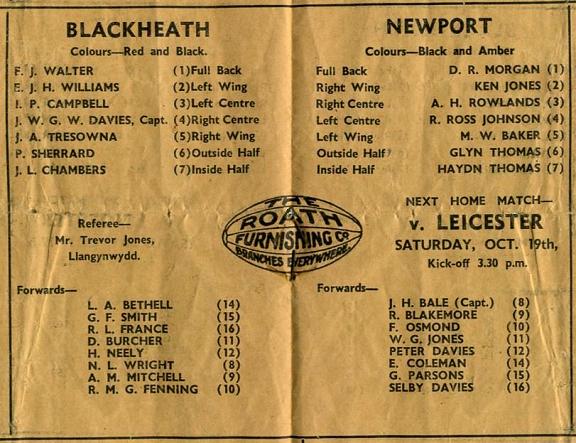 BLACKHEATH
Colours—Red and Black.
F. J. WALTER (1) Full Back
E. J. H. WILLIAMS (2) Left Wing
I. P. CAMPBELL (3) Left Centre
J. W. G. W. DAVIES, Capt. (4) Right Centre
J. A. TRESOWNA (5) Right Wing
P. SHERRARD (6) Outside Half
J. L. CHAMBERS (7) Inside Half
Referee—
Mr. Trevor Jones,
Llangynwydd.
Forwards—
L. A. BETHELL (14)
G. F. SMITH (15)
R. L. FRANCE (16)
D. BURCHER (11)
H. NEELY (12)
N. L. WRIGHT (8)
A. M. MITCHELL (9)
R. M. G. FENNING (10)
THE
ROATH
FURNISHING CO
BRANCHES EVERYWHERE
NEWPORT
Colours—Black and Amber
Full Back D. R. MORGAN (1)
Right Wing KEN JONES (2)
Right Centre A. H. ROWLANDS (3)
Left Centre R. ROSS JOHNSON (4)
Left Wing M. W. BAKER (5)
Outside Half GLYN THOMAS (6)
Inside Half HAYDN THOMAS (7)
NEXT HOME MATCH—
v. LEICESTER
SATURDAY, OCT. 19th,
Kick-off 3.30 p.m.
Forwards—
J. H. BALE (Capt.) (8)
R. BLAKEMORE (9)
F. OSMOND (10)
W. G. JONES (11)
PETER DAVIES (12)
E. COLEMAN (14)
G. PARSONS (15)
SELBY DAVIES (16)